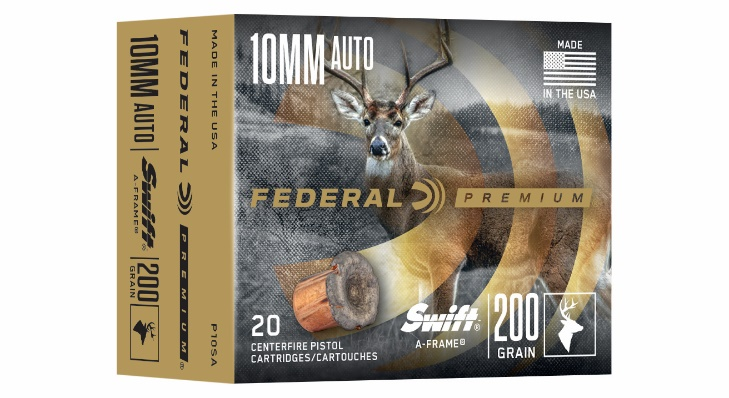 MADE IN THE USA
FEDERAL PREMIUM®
P10SA
10MM AUTO
Swift®
A-FRAME®
200
GRAIN
10MM AUTO
MADE
IN THE USA
FEDERAL PREMIUM
20
CENTERFIRE PISTOL
CARTRIDGES/CARTOUCHES
Swift®
A-FRAME®
200
GRAIN